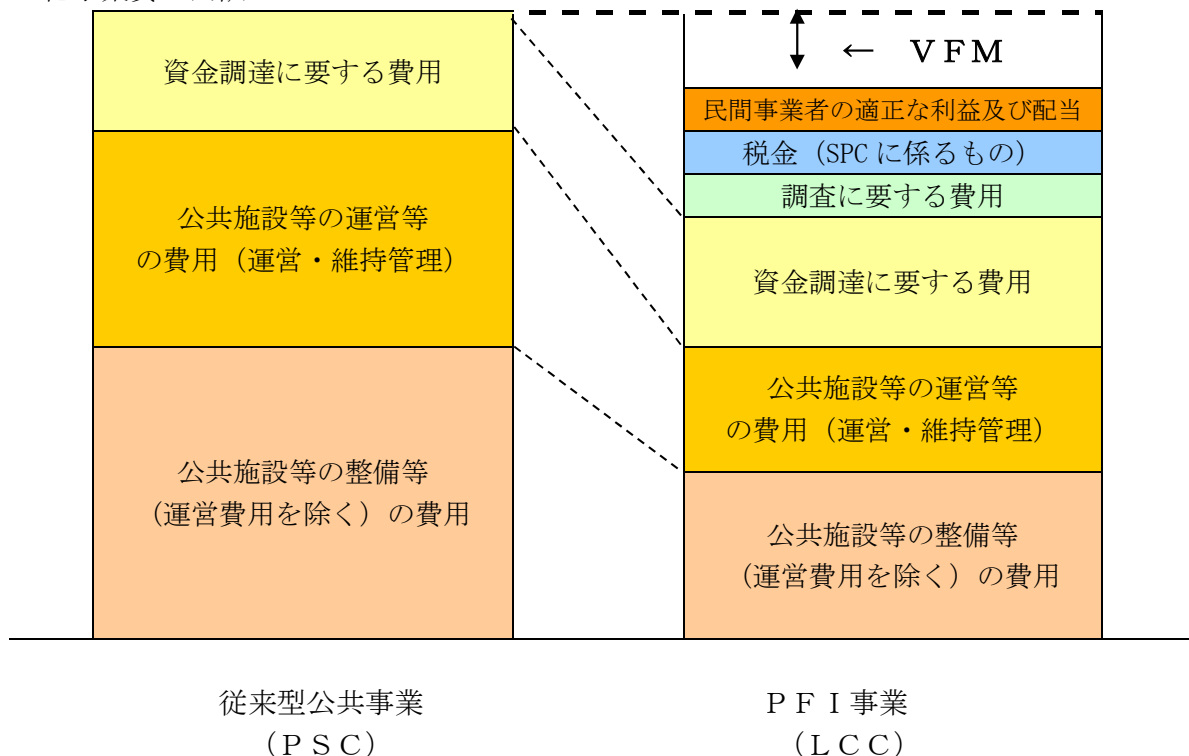 資金調達に要する費用
公共施設等の運営等
の費用（運営・維持管理）
公共施設等の整備等
（運営費用を除く）の費用
← ＶＦＭ
民間事業者の適正な利益及び配当
税金（SPCに係るもの）
調査に要する費用
資金調達に要する費用
公共施設等の運営等
の費用（運営・維持管理）
公共施設等の整備等
（運営費用を除く）の費用
従来型公共事業
（ＰＳＣ）
ＰＦＩ事業
（ＬＣＣ）